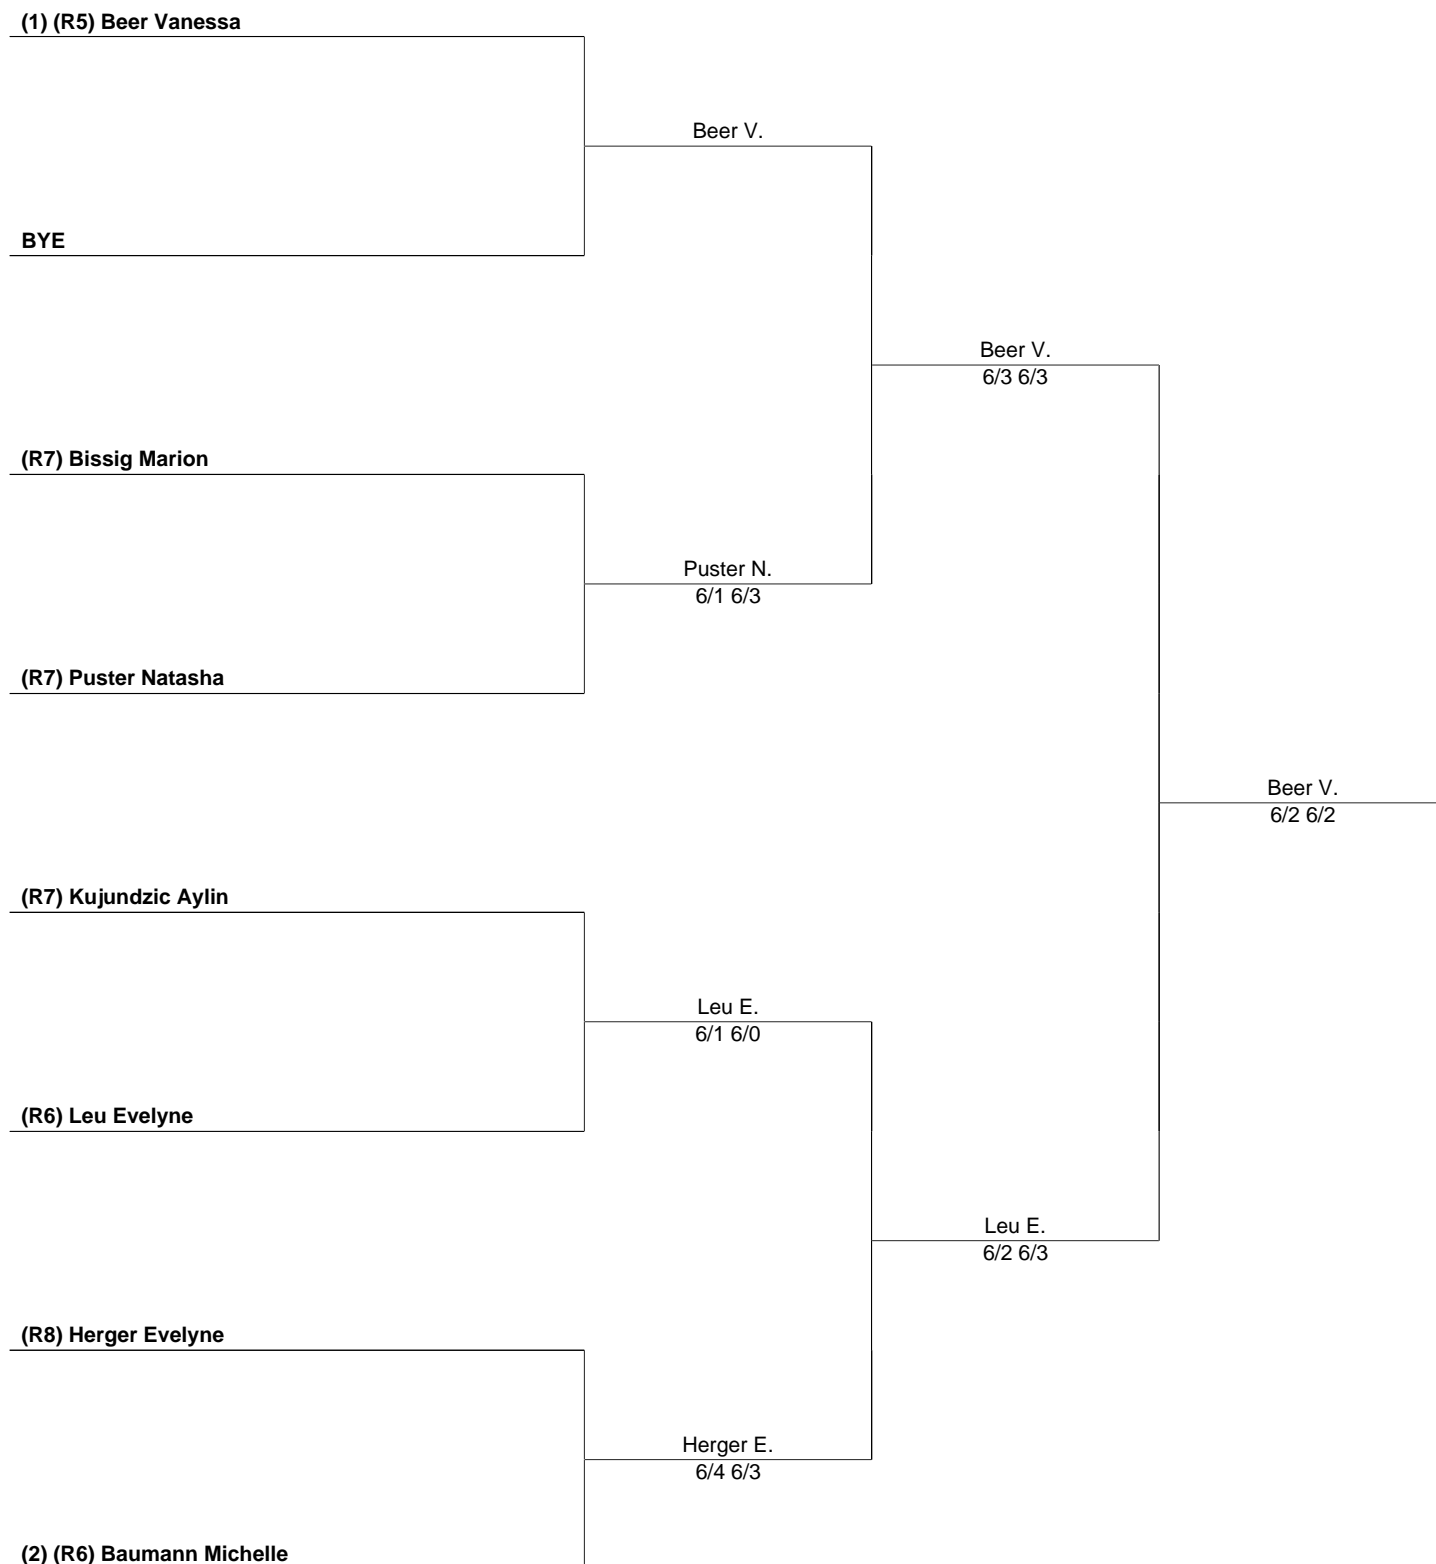 (1) (R5) Beer Vanessa
Beer V.
BYE
Beer V.
6/3 6/3
(R7) Bissig Marion
Puster N.
6/1 6/3
(R7) Puster Natasha
Beer V.
6/2 6/2
(R7) Kujundzic Aylin
Leu E.
6/1 6/0
(R6) Leu Evelyne
Leu E.
6/2 6/3
(R8) Herger Evelyne
Herger E.
6/4 6/3
(2) (R6) Baumann Michelle